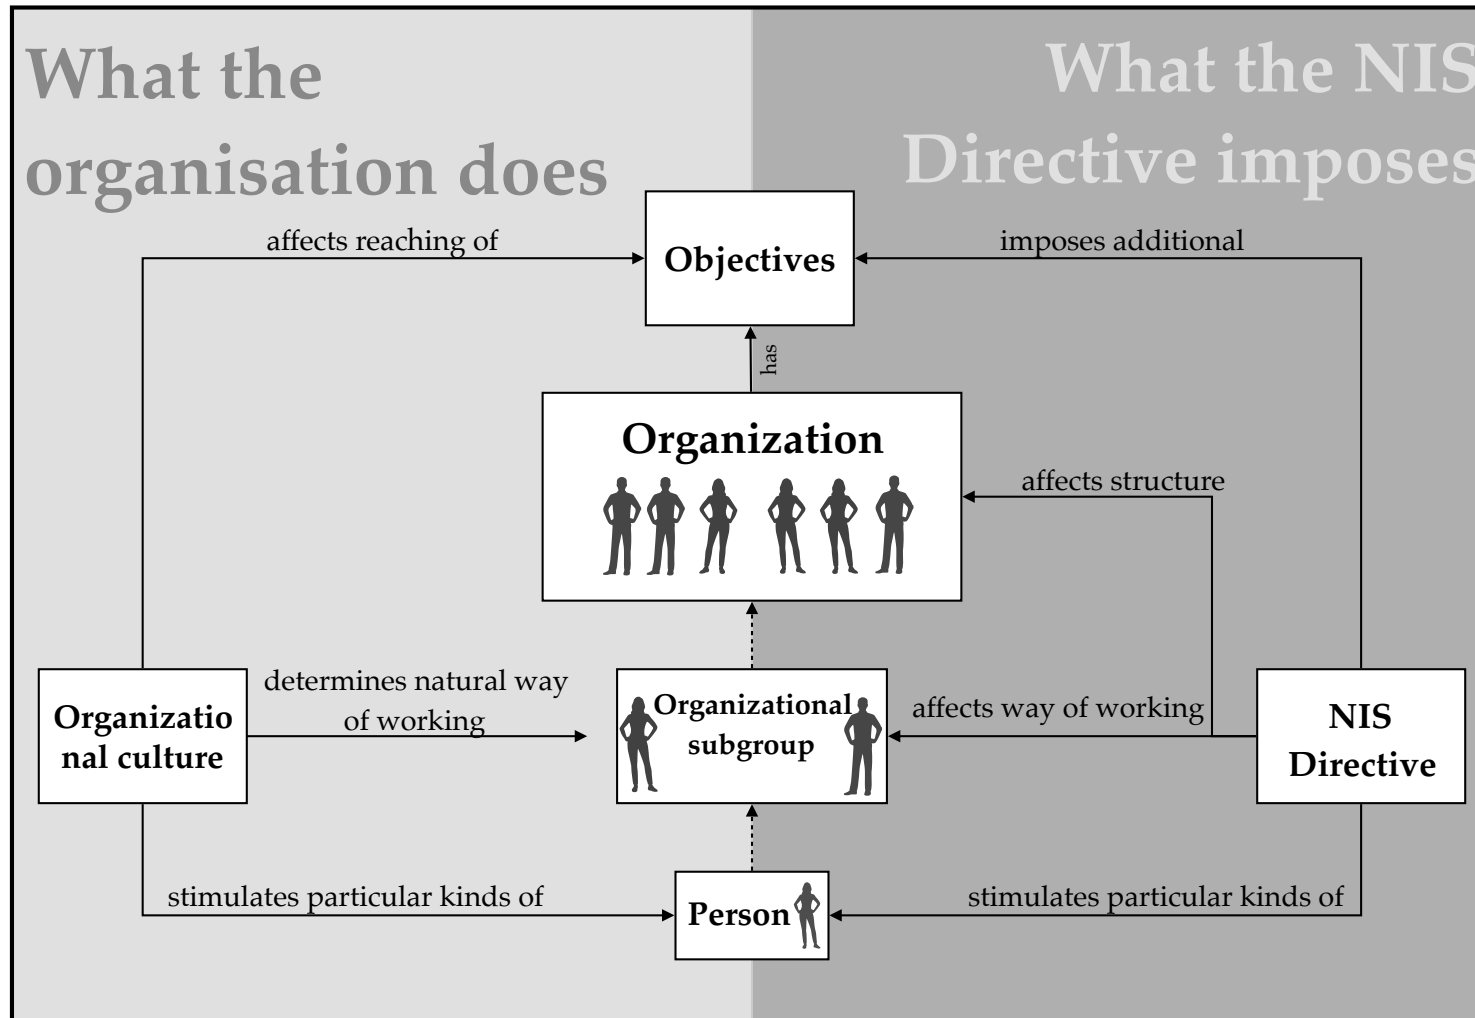 What the
organisation does
What the NIS
Directive imposes
affects reaching of
Objectives
imposes additional
has
Organization
affects structure
Organizatio
nal culture
determines natural way
of working
Organizational
subgroup
affects way of working
NIS
Directive
stimulates particular kinds of
Person
stimulates particular kinds of